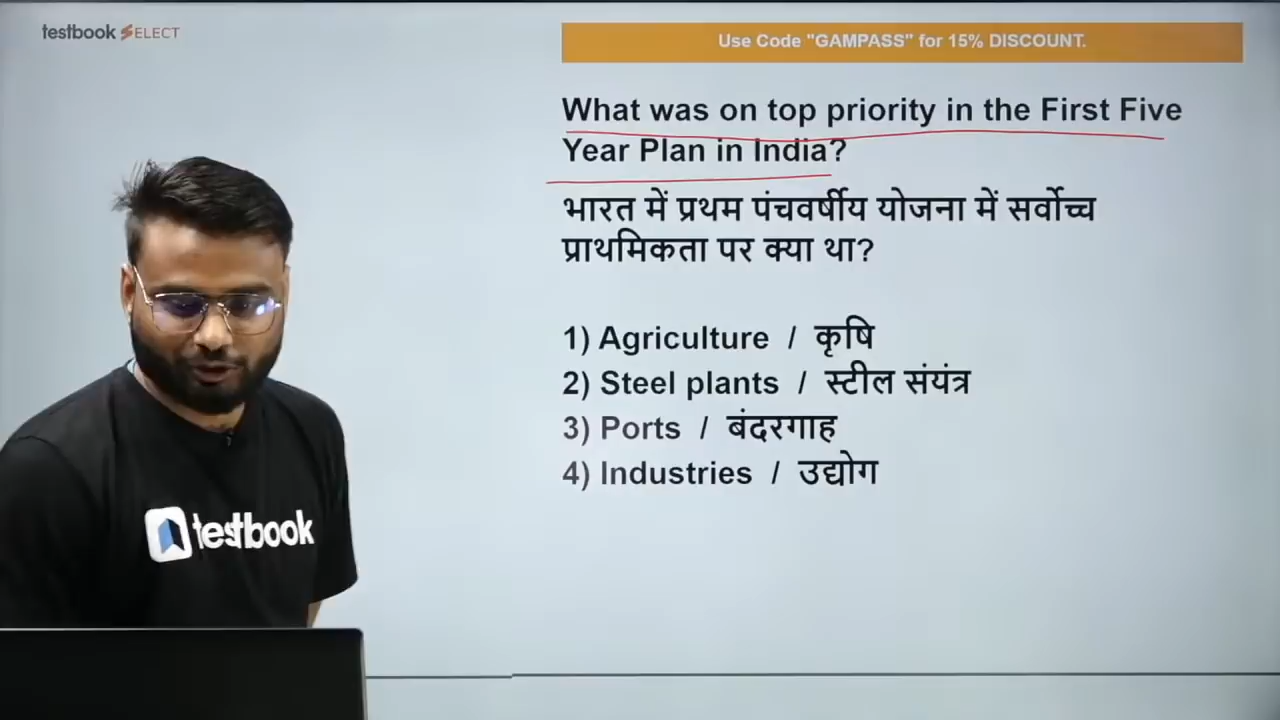 testbook SELECT
Use Code "GAMPASS" for 15% DISCOUNT.
What was on top priority in the First Five
Year Plan in India?
भारत में प्रथम पंचवर्षीय योजना में सर्वोच्च
प्राथमिकता पर क्या था?
1) Agriculture / कृषि
2) Steel plants / स्टील संयंत्र
3) Ports / बंदरगाह
4) Industries / उद्योग
testbook